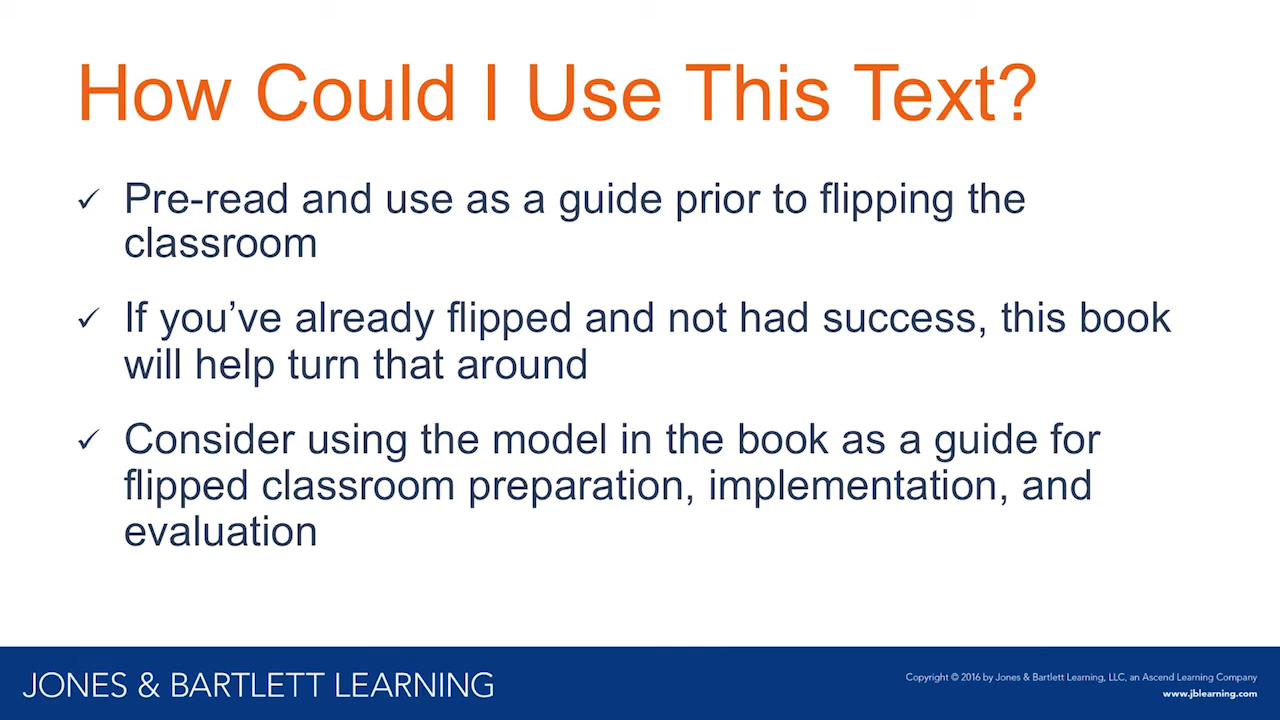 How Could I Use This Text?
✓ Pre-read and use as a guide prior to flipping the
classroom
✓ If you’ve already flipped and not had success, this book
will help turn that around
✓ Consider using the model in the book as a guide for
flipped classroom preparation, implementation, and
evaluation
JONES & BARTLETT LEARNING
Copyright © 2016 by Jones & Bartlett Learning, LLC, an Ascend Learning Company
www.jblearning.com